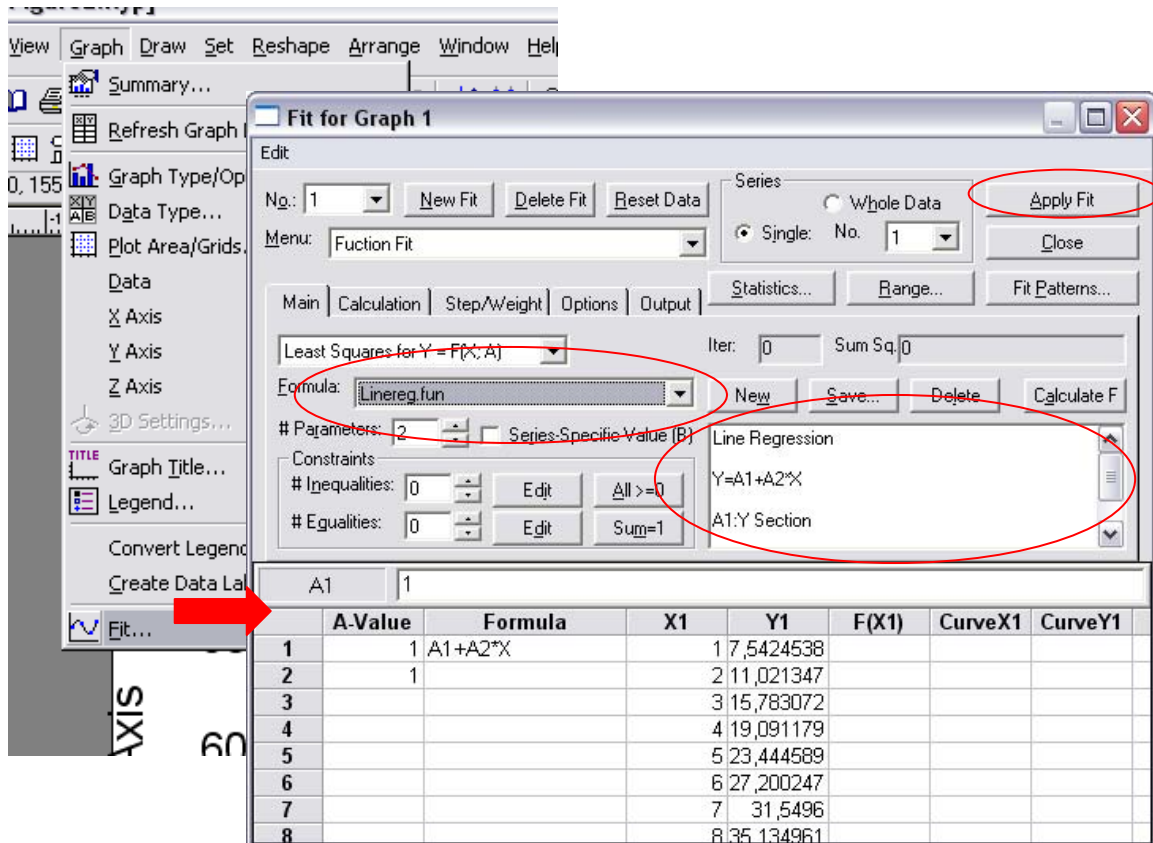 View Graph Draw Set Reshape Arrange Window
Summary...
Refresh Graph
Graph Type/Op
Data Type...
Plot Area/Grids.
Data
X Axis
Y Axis
Z Axis
3D Settings...
TITLE
Graph Title...
Legend...
Convert Legend
Create Data Lab
Fit...
0, 155
AXIS
60
Fit for Graph 1
Edit
No.: 1 New Fit Delete Fit Reset Data
Series
Whole Data
Single: No. 1
Apply Fit
Menu: Fuction Fit
Close
Statistics... Range... Fit Patterns...
Main Calculation Step/Weight Options Output
Least Squares for Y = F(X; A)
Iter: 0 Sum Sq. 0
Formula: Linereg.fun
New Save... Delete Calculate F
# Parameters: 2 Series-Specific Value (B)
Line Regression
Y=A1+A2*X
A1:Y Section
Constraints
# Inequalities: 0 Edit All >=0
# Equalities: 0 Edit Sum=1
A1 1
A-Value Formula X1 Y1 F(X1) CurveX1 CurveY1
1 1 A1+A2*X 1 7,5424538
2 1 2 11,021347
3 3 15,783072
4 4 19,091179
5 5 23,444589
6 6 27,200247
7 7 31,5496
8 8 35,134961